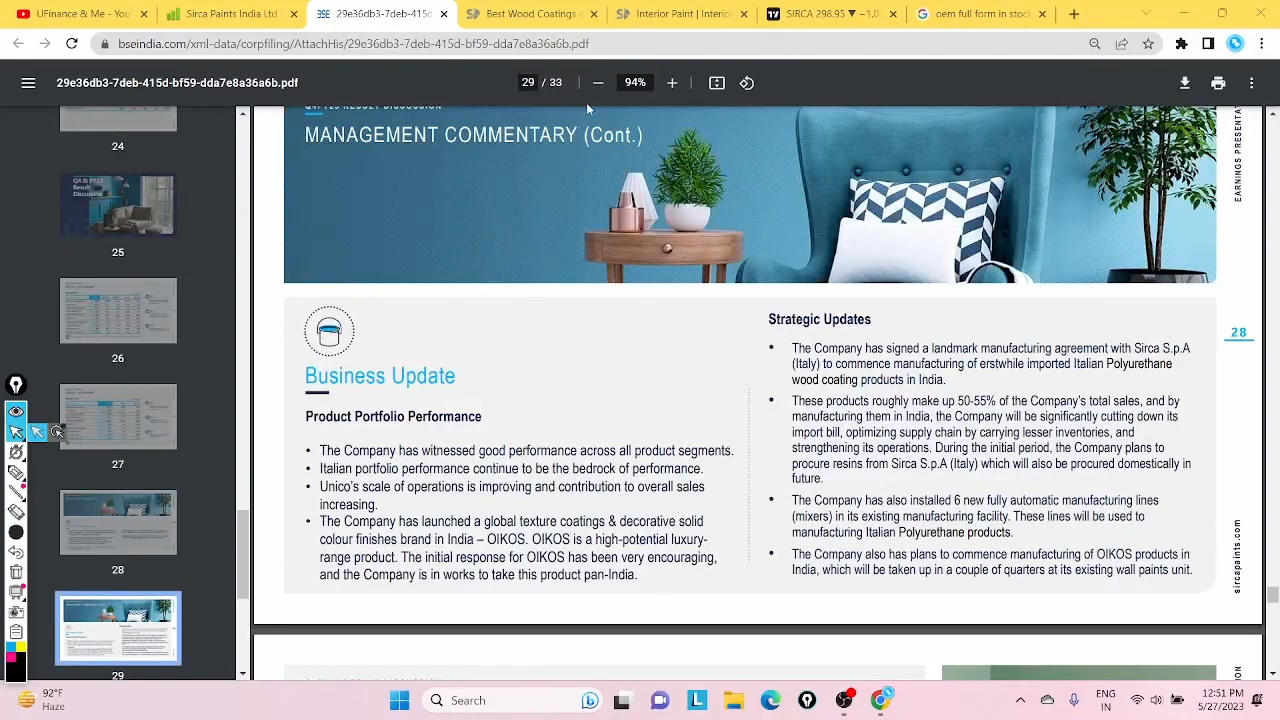 UFinance & Me - YouTu
Sirca Paints India Ltd
29e36db3-7deb-415d
Best Wood Coatings
Interior Paint | Interior
SIRCA 298.95 ▼ −1.0
oem full form in stock
bseindia.com/xml-data/corpfiling/AttachHis/29e36db3-7deb-415d-bf59-dda7e8a36a6b.pdf
29e36db3-7deb-415d-bf59-dda7e8a36a6b.pdf
29 / 33
94%
24
25
26
27
28
29
Q4 FY23 RESULT DISCUSSION
MANAGEMENT COMMENTARY (Cont.)
Business Update
Product Portfolio Performance
• The Company has witnessed good performance across all product segments.
• Italian portfolio performance continue to be the bedrock of performance.
• Unico's scale of operations is improving and contribution to overall sales
increasing.
• The Company has launched a global texture coatings & decorative solid
colour finishes brand in India – OIKOS. OIKOS is a high-potential luxury-
range product. The initial response for OIKOS has been very encouraging,
and the Company is in works to take this product pan-India.
Strategic Updates
• The Company has signed a landmark manufacturing agreement with Sirca S.p.A
(Italy) to commence manufacturing of erstwhile imported Italian Polyurethane
wood coating products in India.
• These products roughly make up 50-55% of the Company's total sales, and by
manufacturing them in India, the Company will be significantly cutting down its
import bill, optimizing supply chain by carrying lesser inventories, and
strengthening its operations. During the initial period, the Company plans to
procure resins from Sirca S.p.A (Italy) which will also be procured domestically in
future.
• The Company has also installed 6 new fully automatic manufacturing lines
(mixers) in its existing manufacturing facility. These lines will be used to
manufacturing Italian Polyurethane products.
• The Company also has plans to commence manufacturing of OIKOS products in
India, which will be taken up in a couple of quarters at its existing wall paints unit.
EARNINGS PRESENTA
28
sircapaints.com
92°F
Haze
Search
ENG
IN
12:51 PM
5/27/2023